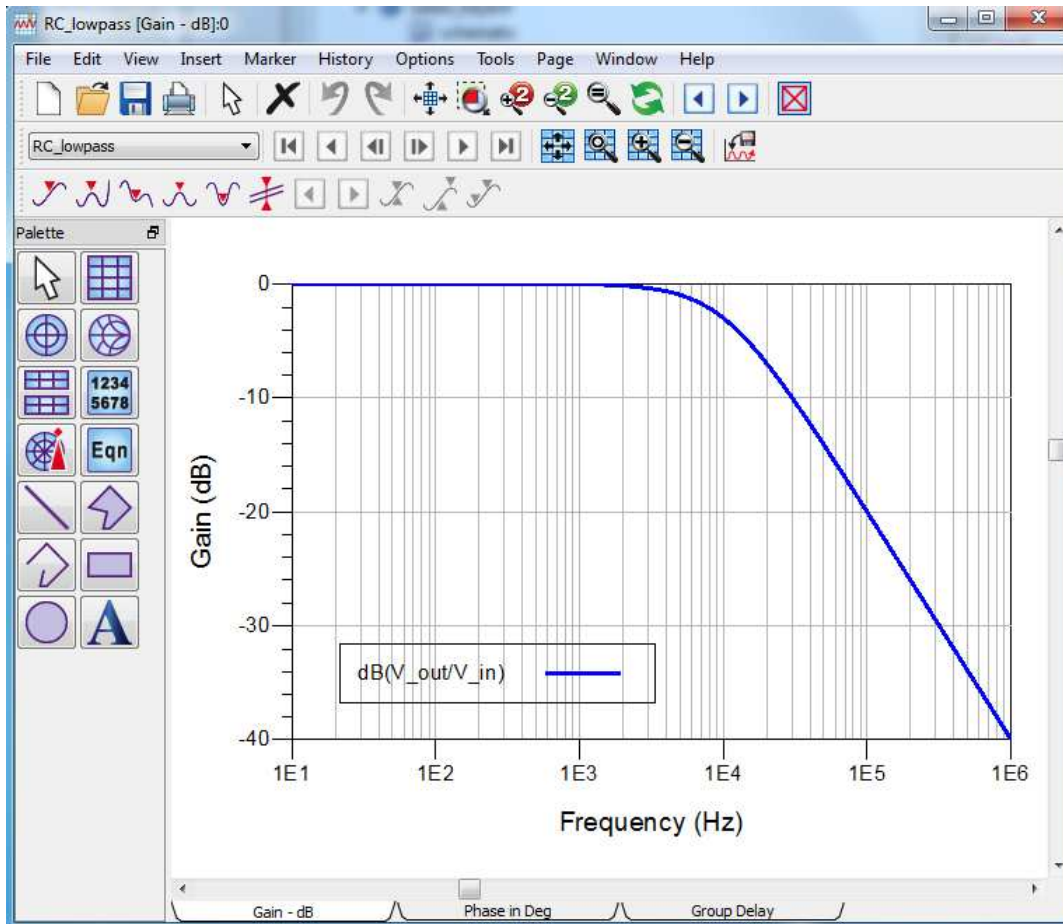 RC_lowpass [Gain - dB]:0
File Edit View Insert Marker History Options Tools Page Window Help
RC_lowpass
Palette
1234
5678
Eqn
A
0
-10
-20
-30
-40
Gain (dB)
dB(V_out/V_in)
1E1 1E2 1E3 1E4 1E5 1E6
Frequency (Hz)
Gain - dB Phase in Deg Group Delay